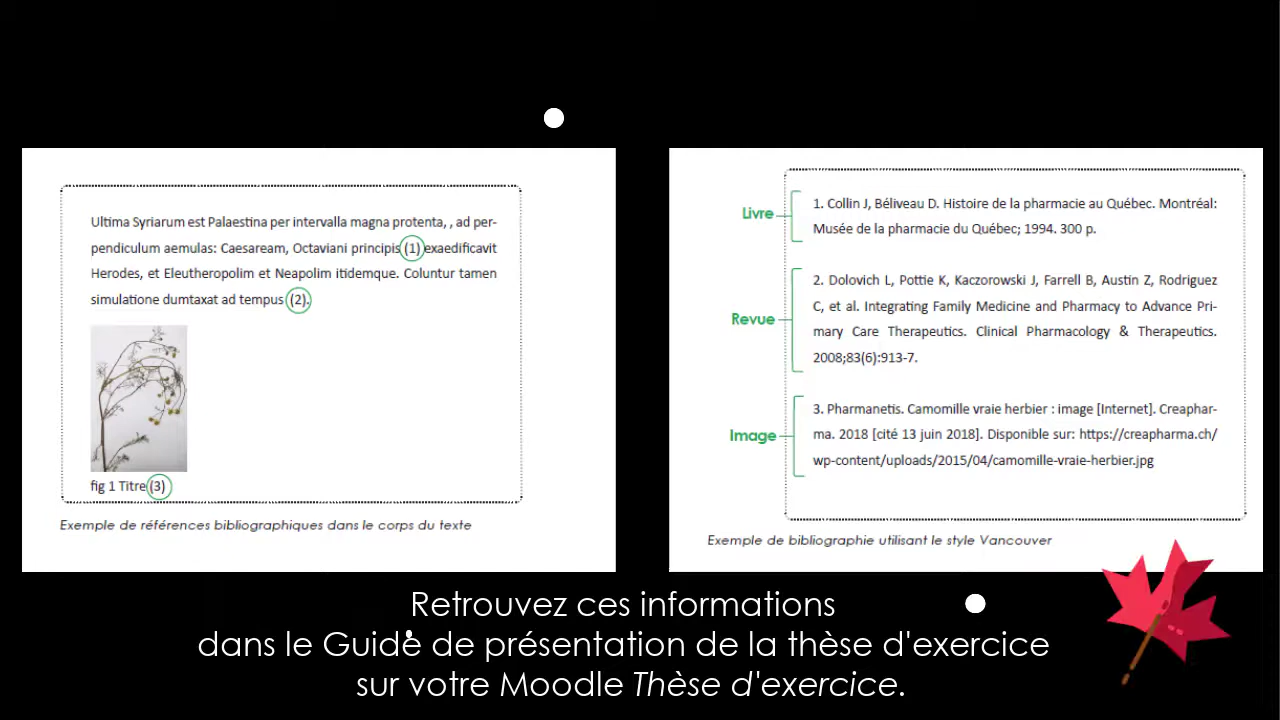 Ultima Syriarum est Palaestina per intervalla magna protenta, , ad per-
pendiculum aemulas: Caesaream, Octaviani principis (1) exaedificavit
Herodes, et Eleutheropolim et Neapolim itidemque. Coluntur tamen
simulatione dumtaxat ad tempus (2).
fig 1 Titre (3)
Exemple de références bibliographiques dans le corps du texte
Livre
1. Collin J, Béliveau D. Histoire de la pharmacie au Québec. Montréal:
Musée de la pharmacie du Québec; 1994. 300 p.
Revue
2. Dolovich L, Pottie K, Kaczorowski J, Farrell B, Austin Z, Rodriguez
C, et al. Integrating Family Medicine and Pharmacy to Advance Pri-
mary Care Therapeutics. Clinical Pharmacology & Therapeutics.
2008;83(6):913-7.
Image
3. Pharmanetis. Camomille vraie herbier : image [Internet]. Creaphar-
ma. 2018 [cité 13 juin 2018]. Disponible sur: https://creapharma.ch/
wp-content/uploads/2015/04/camomille-vraie-herbier.jpg
Exemple de bibliographie utilisant le style Vancouver
Retrouvez ces informations
dans le Guide de présentation de la thèse d'exercice
sur votre Moodle Thèse d'exercice.